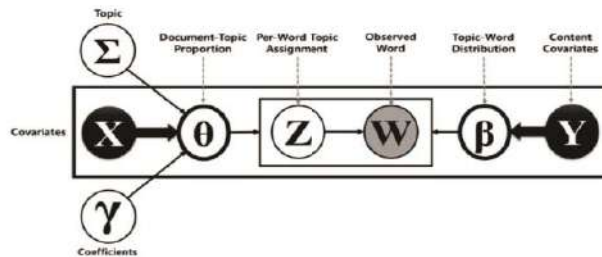 Topic
Σ
Document-Topic
Proportion
Per-Word Topic
Assignment
Observed
Word
Topic-Word
Distribution
Content
Covariates
Covariates
X θ Z W β Y
γ
Coefficients